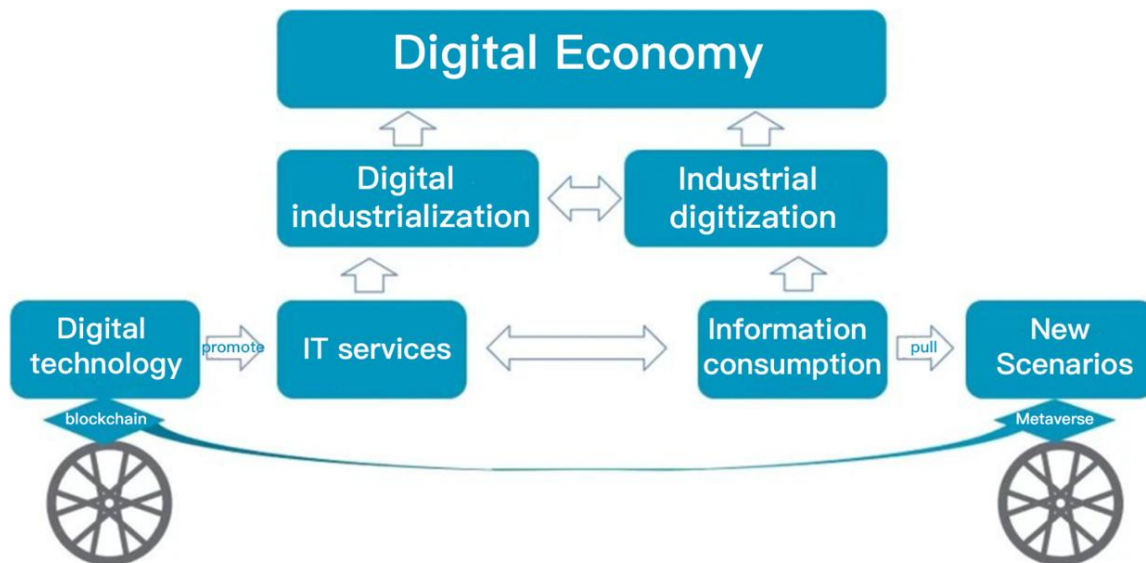 Digital Economy
Digital
industrialization
Industrial
digitization
Digital
technology
promote
IT services
Information
consumption
pull
New
Scenarios
blockchain
Metaverse